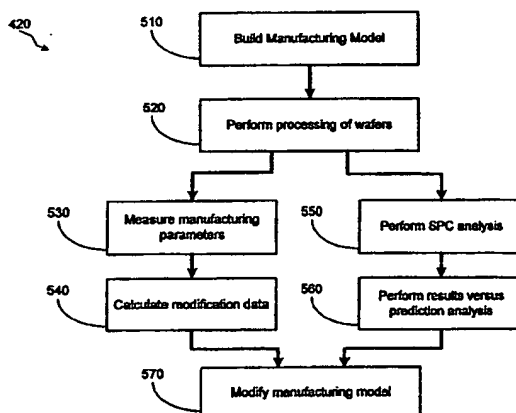 420
510
Build Manufacturing Model
520
Perform processing of wafers
530
Measure manufacturing
parameters
550
Perform SPC analysis
540
Calculate modification data
560
Perform results versus
prediction analysis
570
Modify manufacturing model